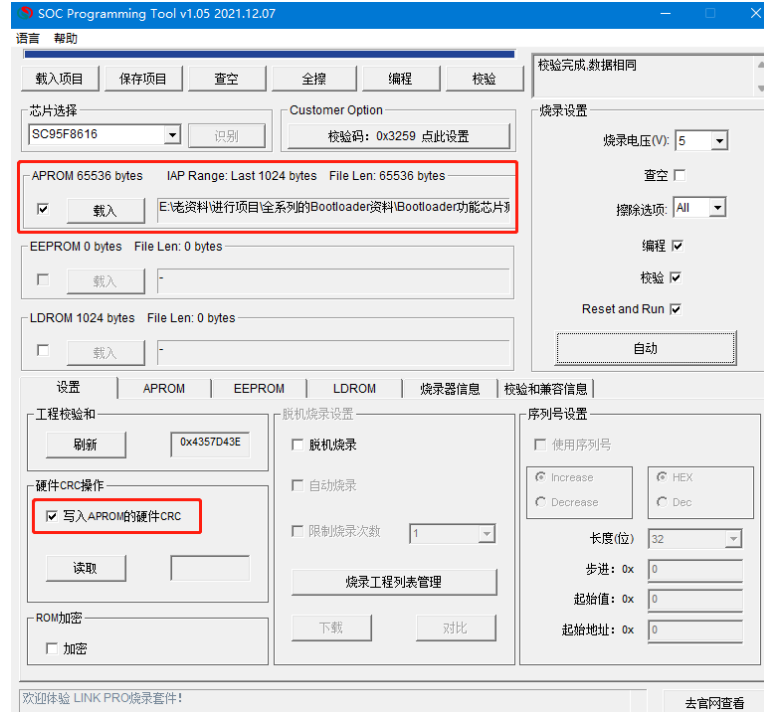 SOC Programming Tool v1.05 2021.12.07
语言 帮助
载入项目 保存项目 查空 全擦 编程 校验
校验完成,数据相同
芯片选择
SC95F8616 识别
Customer Option
校验码：0x3259 点此设置
烧录设置
烧录电压(V): 5
查空
擦除选项: All
编程
校验
Reset and Run
自动
APROM 65536 bytes IAP Range: Last 1024 bytes File Len: 65536 bytes
载入 E:\老资料\进行项目\全系列的Bootloader资料\Bootloader功能芯片
EEPROM 0 bytes File Len: 0 bytes
载入 -
LDROM 1024 bytes File Len: 0 bytes
载入 -
设置 APROM EEPROM LDROM 烧录器信息 校验和兼容信息
工程校验和
刷新 0x4357D43E
硬件CRC操作
写入APROM的硬件CRC
读取
ROM加密
加密
脱机烧录设置
脱机烧录
自动烧录
限制烧录次数 1
烧录工程列表管理
下载 对比
序列号设置
使用序列号
Increase HEX
Decrease Dec
长度(位) 32
步进：0x 0
起始值：0x 0
起始地址：0x 0
欢迎体验 LINK PRO烧录套件!
去官网查看